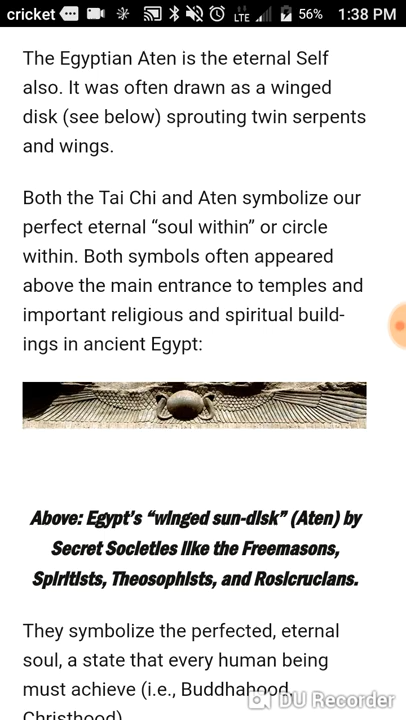 cricket LTE 56% 1:38 PM
The Egyptian Aten is the eternal Self
also. It was often drawn as a winged
disk (see below) sprouting twin serpents
and wings.
Both the Tai Chi and Aten symbolize our
perfect eternal “soul within” or circle
within. Both symbols often appeared
above the main entrance to temples and
important religious and spiritual build-
ings in ancient Egypt:
Above: Egypt’s “winged sun-disk” (Aten) by
Secret Societies like the Freemasons,
Spiritists, Theosophists, and Rosicrucians.
They symbolize the perfected, eternal
soul, a state that every human being
must achieve (i.e., Buddhahood,
DU Recorder
Christhood)